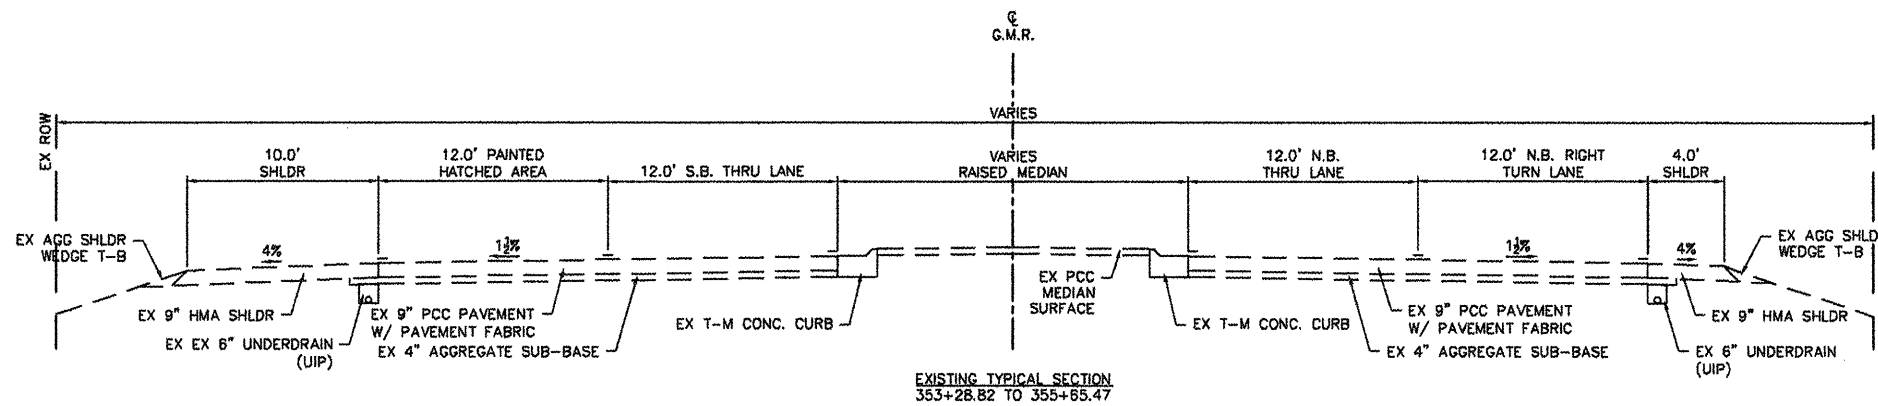 ℄
G.M.R.
VARIES
EX ROW
10.0'
SHLDR
12.0' PAINTED
HATCHED AREA
12.0' S.B. THRU LANE
VARIES
RAISED MEDIAN
12.0' N.B.
THRU LANE
12.0' N.B. RIGHT
TURN LANE
4.0'
SHLDR
EX AGG SHLDR
WEDGE T-B
4%
1½%
1½%
4%
EX AGG SHLD
WEDGE T-B
EX 9" HMA SHLDR
EX EX 6" UNDERDRAIN
(UIP)
EX 9" PCC PAVEMENT
W/ PAVEMENT FABRIC
EX 4" AGGREGATE SUB-BASE
EX T-M CONC. CURB
EX PCC
MEDIAN
SURFACE
EX T-M CONC. CURB
EX 9" PCC PAVEMENT
W/ PAVEMENT FABRIC
EX 4" AGGREGATE SUB-BASE
EX 9" HMA SHLDR
EX 6" UNDERDRAIN
(UIP)
EXISTING TYPICAL SECTION
353+28.82 TO 355+65.47